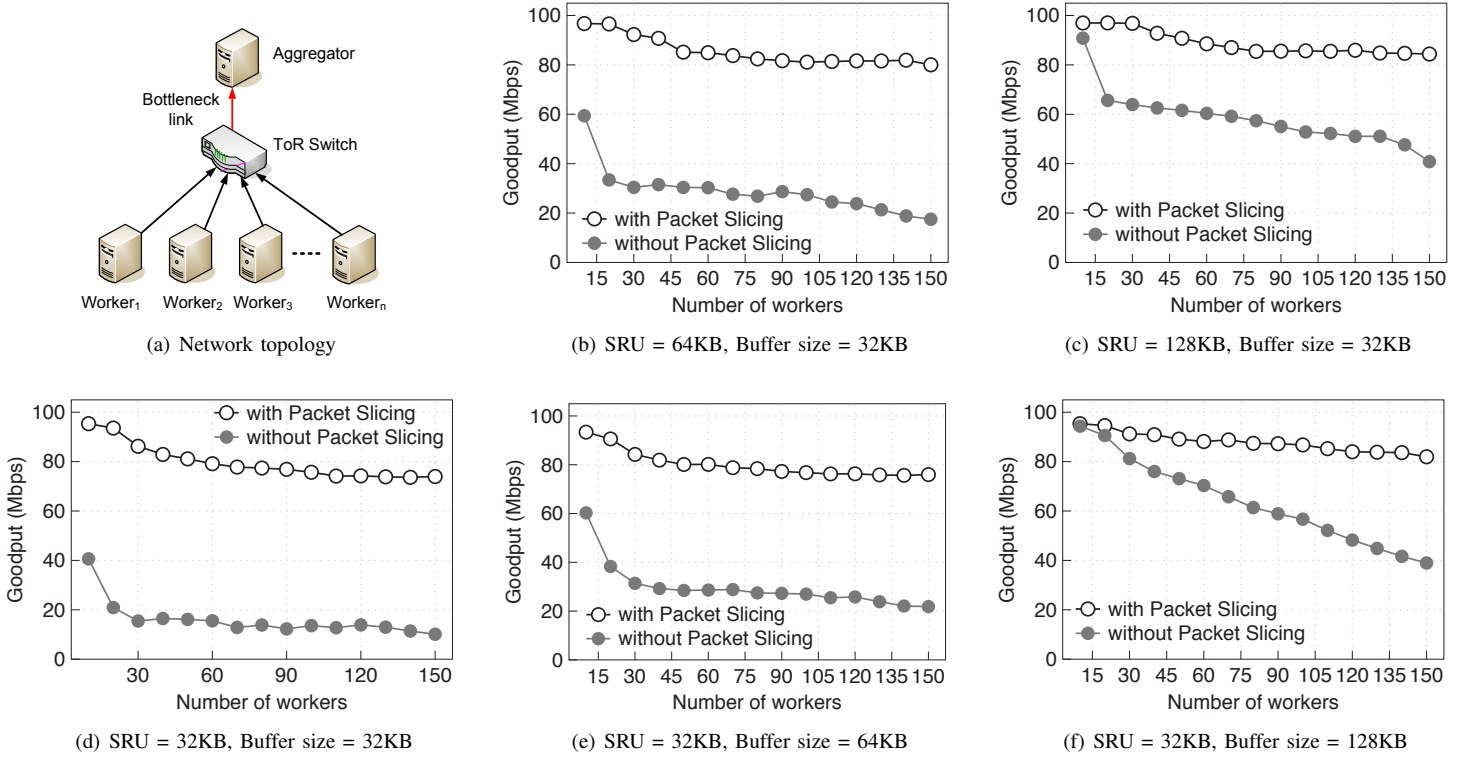 Aggregator
Bottleneck
link
ToR Switch
Worker1
Worker2
Worker3
Workern
(a) Network topology
100
80
60
40
20
0
Goodput (Mbps)
with Packet Slicing
without Packet Slicing
15 30 45 60 75 90 105 120 135 150
Number of workers
(b) SRU = 64KB, Buffer size = 32KB
100
80
60
40
20
0
Goodput (Mbps)
with Packet Slicing
without Packet Slicing
15 30 45 60 75 90 105 120 135 150
Number of workers
(c) SRU = 128KB, Buffer size = 32KB
100
80
60
40
20
0
Goodput (Mbps)
with Packet Slicing
without Packet Slicing
30 60 90 120 150
Number of workers
(d) SRU = 32KB, Buffer size = 32KB
100
80
60
40
20
0
Goodput (Mbps)
with Packet Slicing
without Packet Slicing
15 30 45 60 75 90 105 120 135 150
Number of workers
(e) SRU = 32KB, Buffer size = 64KB
100
80
60
40
20
0
Goodput (Mbps)
with Packet Slicing
without Packet Slicing
15 30 45 60 75 90 105 120 135 150
Number of workers
(f) SRU = 32KB, Buffer size = 128KB